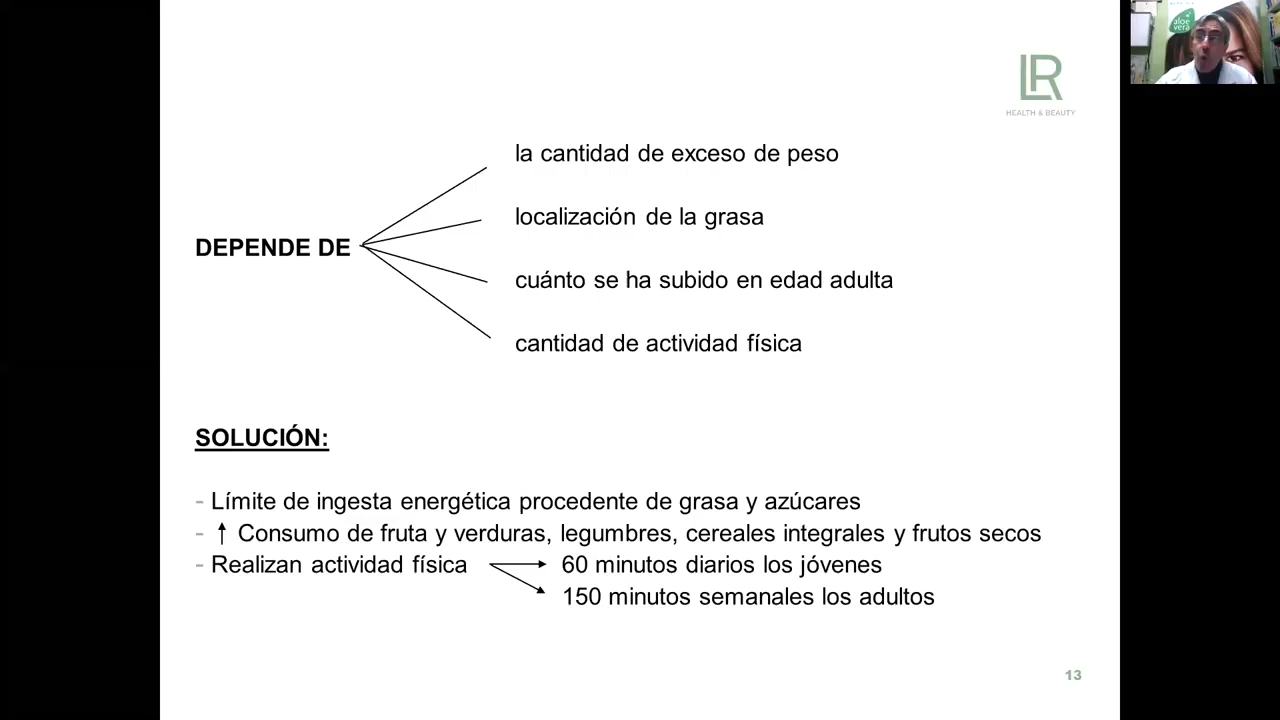 LR
HEALTH & BEAUTY
aloe
vera
la cantidad de exceso de peso
localización de la grasa
DEPENDE DE
cuánto se ha subido en edad adulta
cantidad de actividad física
SOLUCIÓN:
- Límite de ingesta energética procedente de grasa y azúcares
- ↑ Consumo de fruta y verduras, legumbres, cereales integrales y frutos secos
- Realizan actividad física → 60 minutos diarios los jóvenes
150 minutos semanales los adultos
13